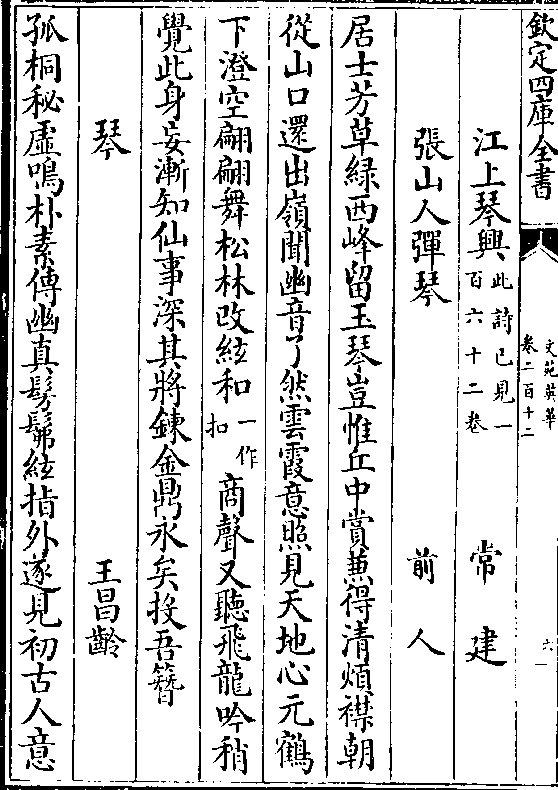 欽定四庫全書
文苑英華
卷二百十二
六
江上琴興此詩已見一百六十二卷 常建
張山人彈琴 前人
居士芳草綠西峰留玉琴豈惟丘中賞兼得清煩襟朝
從山口還出嶺聞幽音了然雲霞意照見天地心元鶴
下澄空翩翩舞松林改絃和一作扣商聲又聽飛龍吟稍
覺此身妄漸知仙事深其將鍊金鼎永矣投吾簪
琴 王昌齡
孤桐秘虛鳴朴素傳幽真髣髴絃指外遂見初古人意